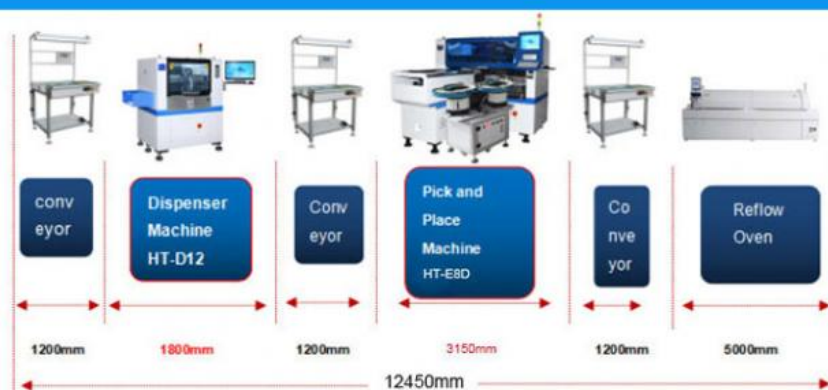 conv
eyor
Dispenser
Machine
HT-D12
Conv
eyor
Pick and
Place
Machine
HT-E8D
Co
nve
yor
Reflow
Oven
1200mm
1800mm
1200mm
3150mm
1200mm
5000mm
12450mm